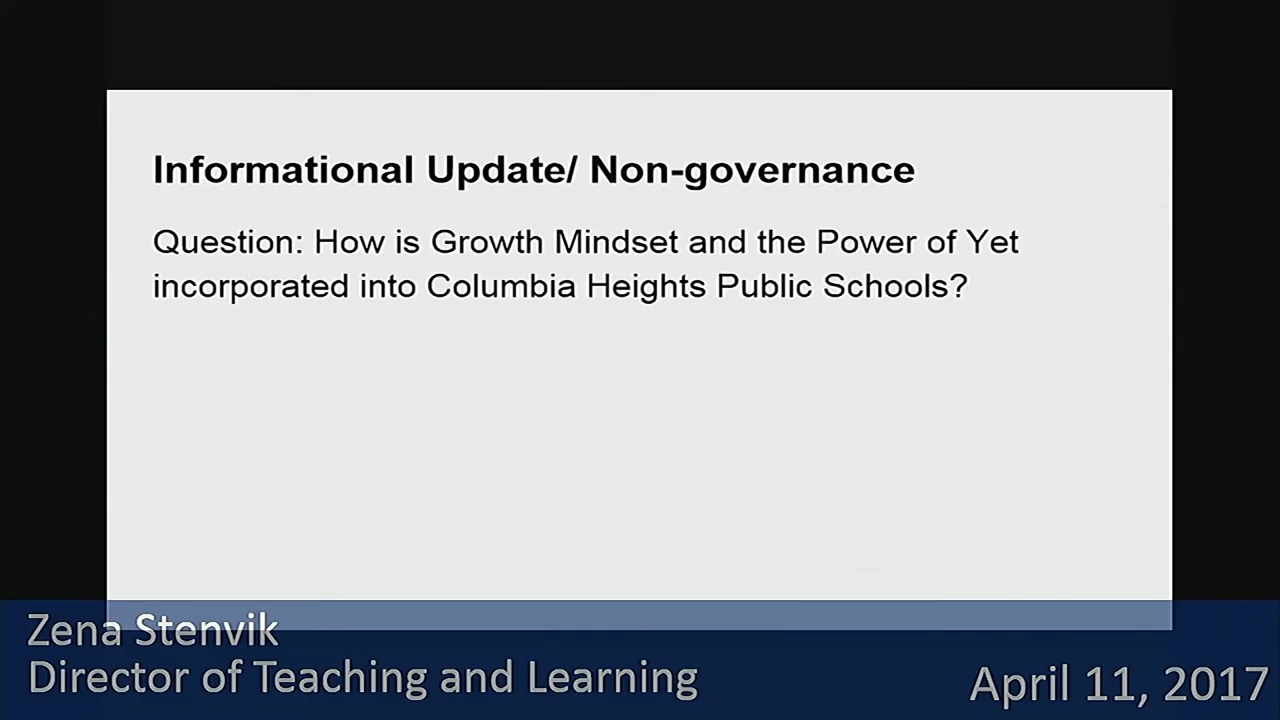 Informational Update/ Non-governance
Question: How is Growth Mindset and the Power of Yet
incorporated into Columbia Heights Public Schools?
Zena Stenvik
Director of Teaching and Learning
April 11, 2017